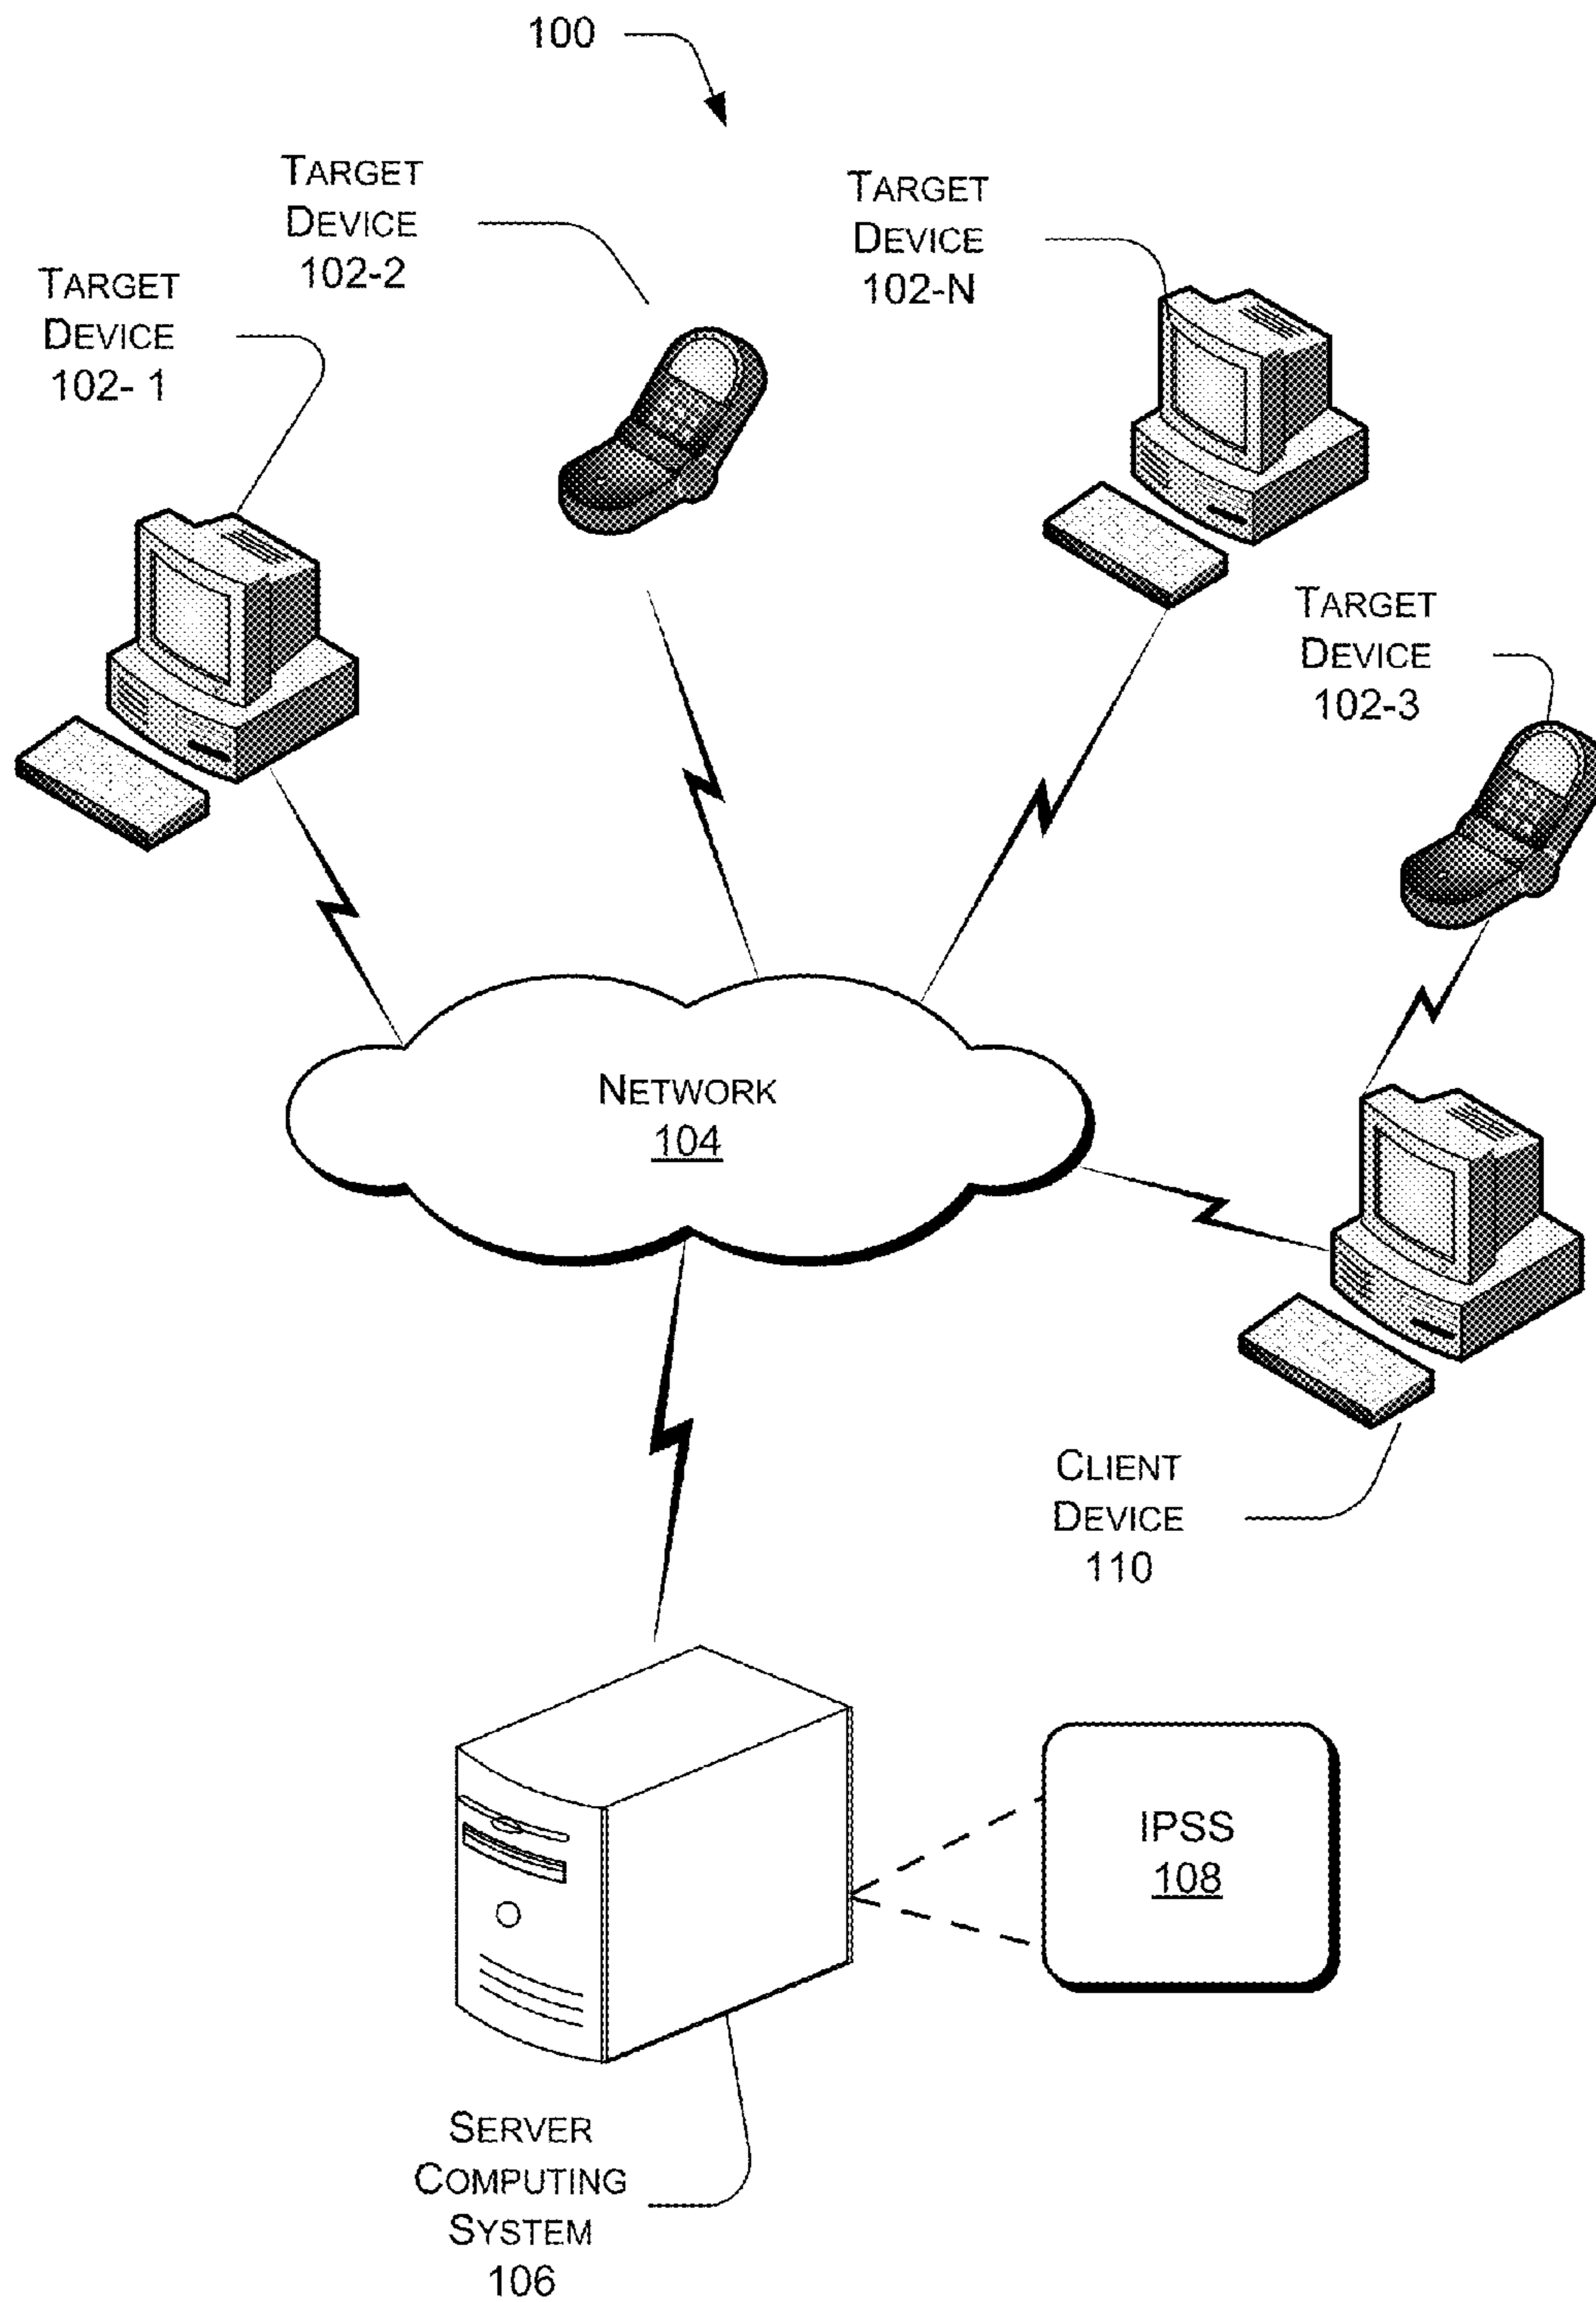 100
TARGET
DEVICE
102-2
TARGET
DEVICE
102-N
TARGET
DEVICE
102- 1
TARGET
DEVICE
102-3
NETWORK
104
CLIENT
DEVICE
110
IPSS
108
SERVER
COMPUTING
SYSTEM
106